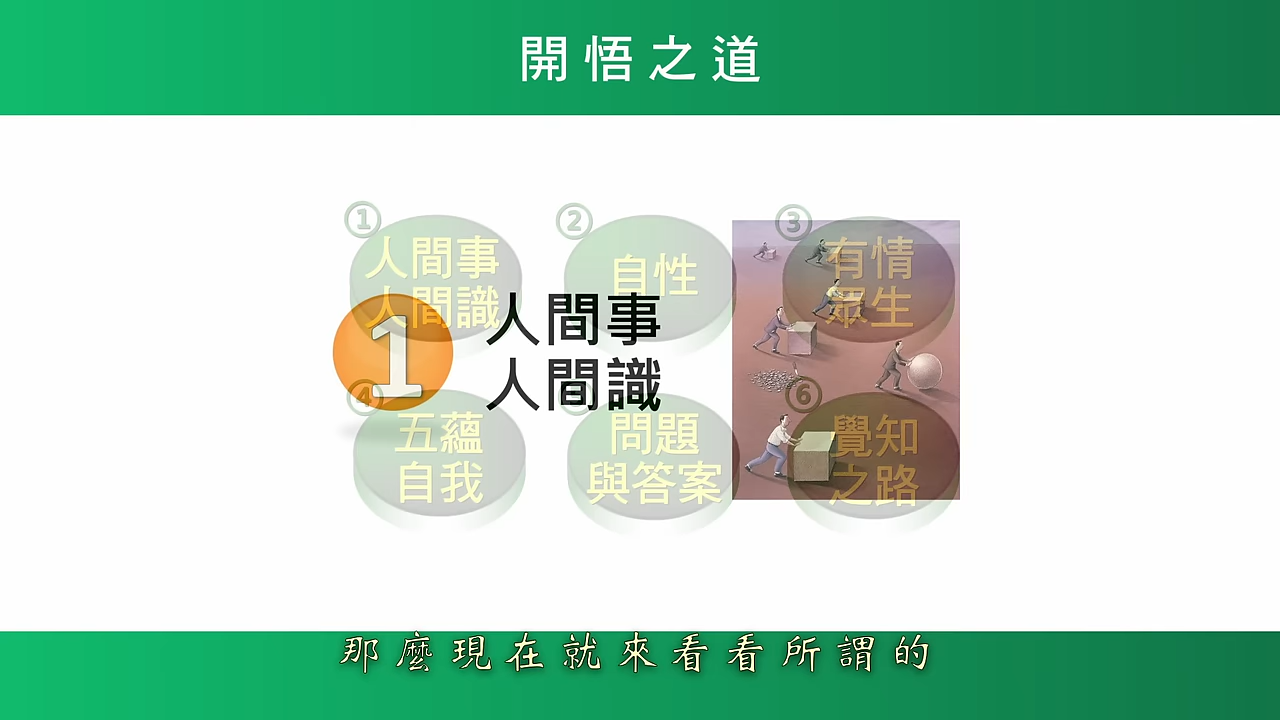 開悟之道
①
人間事
人間識
②
自性
③
有情
眾生
1
人間事
人間識
④
五蘊
自我
⑤
問題
與答案
⑥
覺知
之路
那麼現在就來看看所謂的